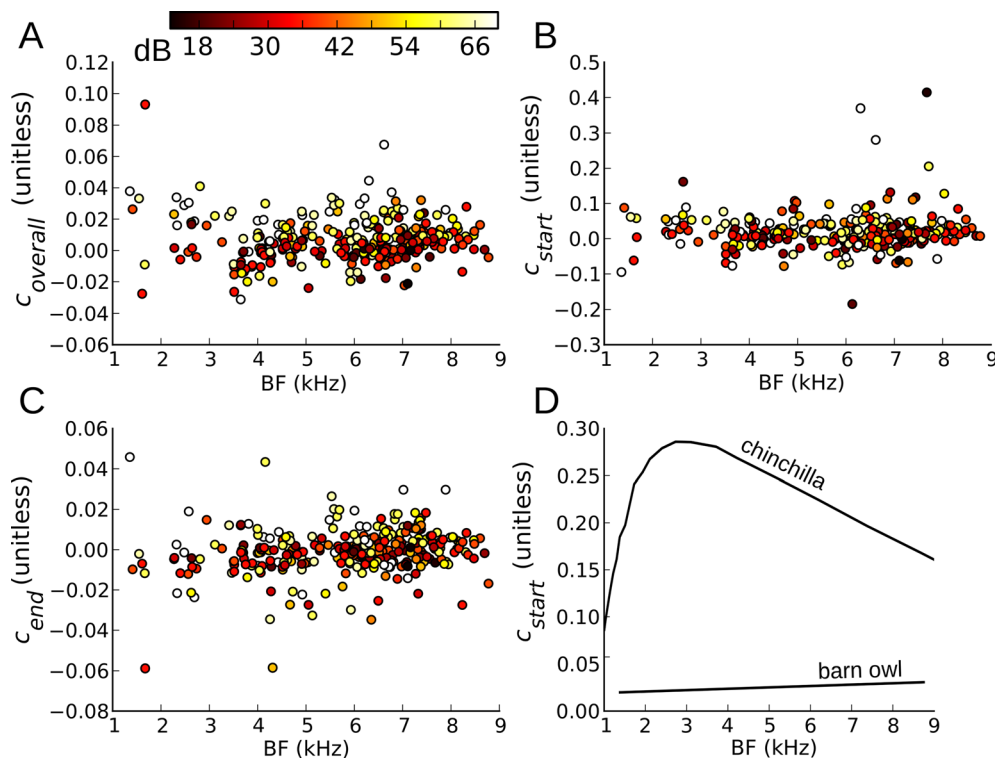 A
dB 18 30 42 54 66
0.12
0.10
0.08
0.06
0.04
0.02
0.00
−0.02
−0.04
−0.06
c overall (unitless)
1 2 3 4 5 6 7 8 9
BF (kHz)
B
0.5
0.4
0.3
0.2
0.1
0.0
−0.1
−0.2
−0.3
c start (unitless)
1 2 3 4 5 6 7 8 9
BF (kHz)
C
0.06
0.04
0.02
0.00
−0.02
−0.04
−0.06
−0.08
c end (unitless)
1 2 3 4 5 6 7 8 9
BF (kHz)
D
0.30
0.25
0.20
0.15
0.10
0.05
0.00
c start (unitless)
chinchilla
barn owl
1 2 3 4 5 6 7 8 9
BF (kHz)